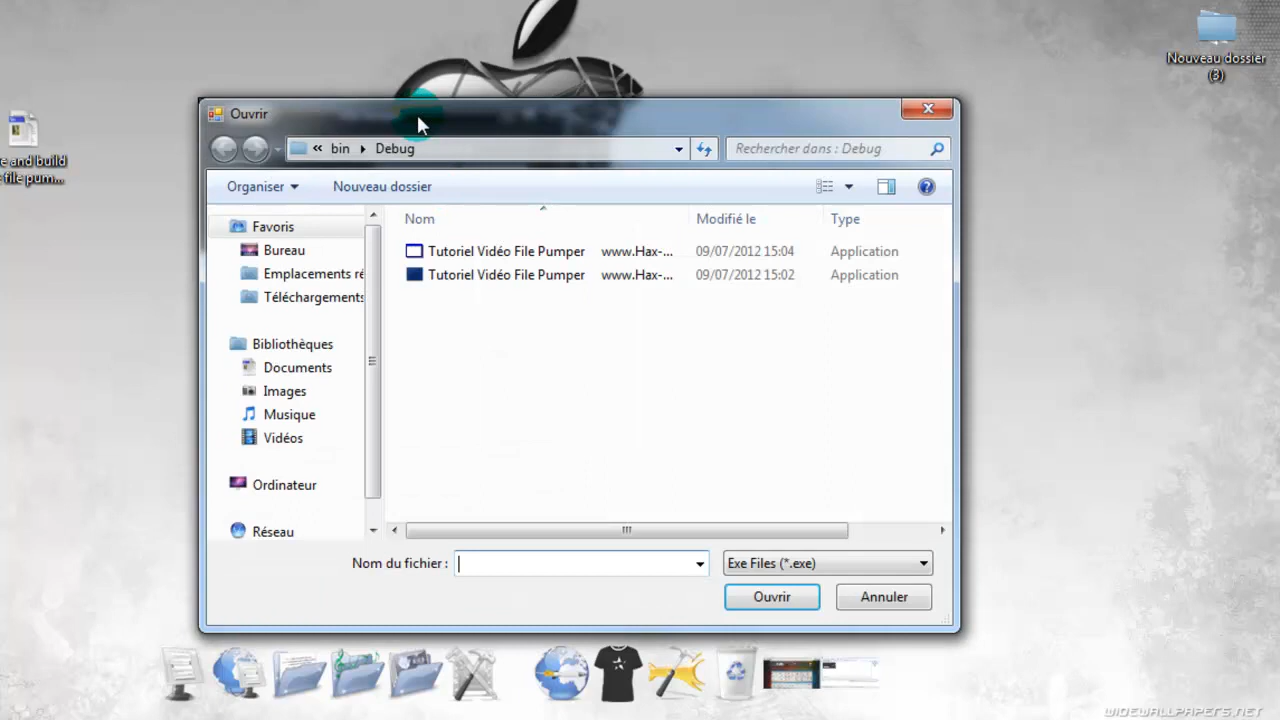 Nouveau dossier
(3)
e and build
file pum...
Ouvrir
« bin Debug
Rechercher dans : Debug
Organiser
Nouveau dossier
Nom
Modifié le
Type
Favoris
Bureau
Emplacements ré
Téléchargements
Bibliothèques
Documents
Images
Musique
Vidéos
Ordinateur
Réseau
Tutoriel Vidéo File Pumper www.Hax-... 09/07/2012 15:04 Application
Tutoriel Vidéo File Pumper www.Hax-... 09/07/2012 15:02 Application
Nom du fichier :
Exe Files (*.exe)
Ouvrir
Annuler
WIDEWALLPAPERS.NET